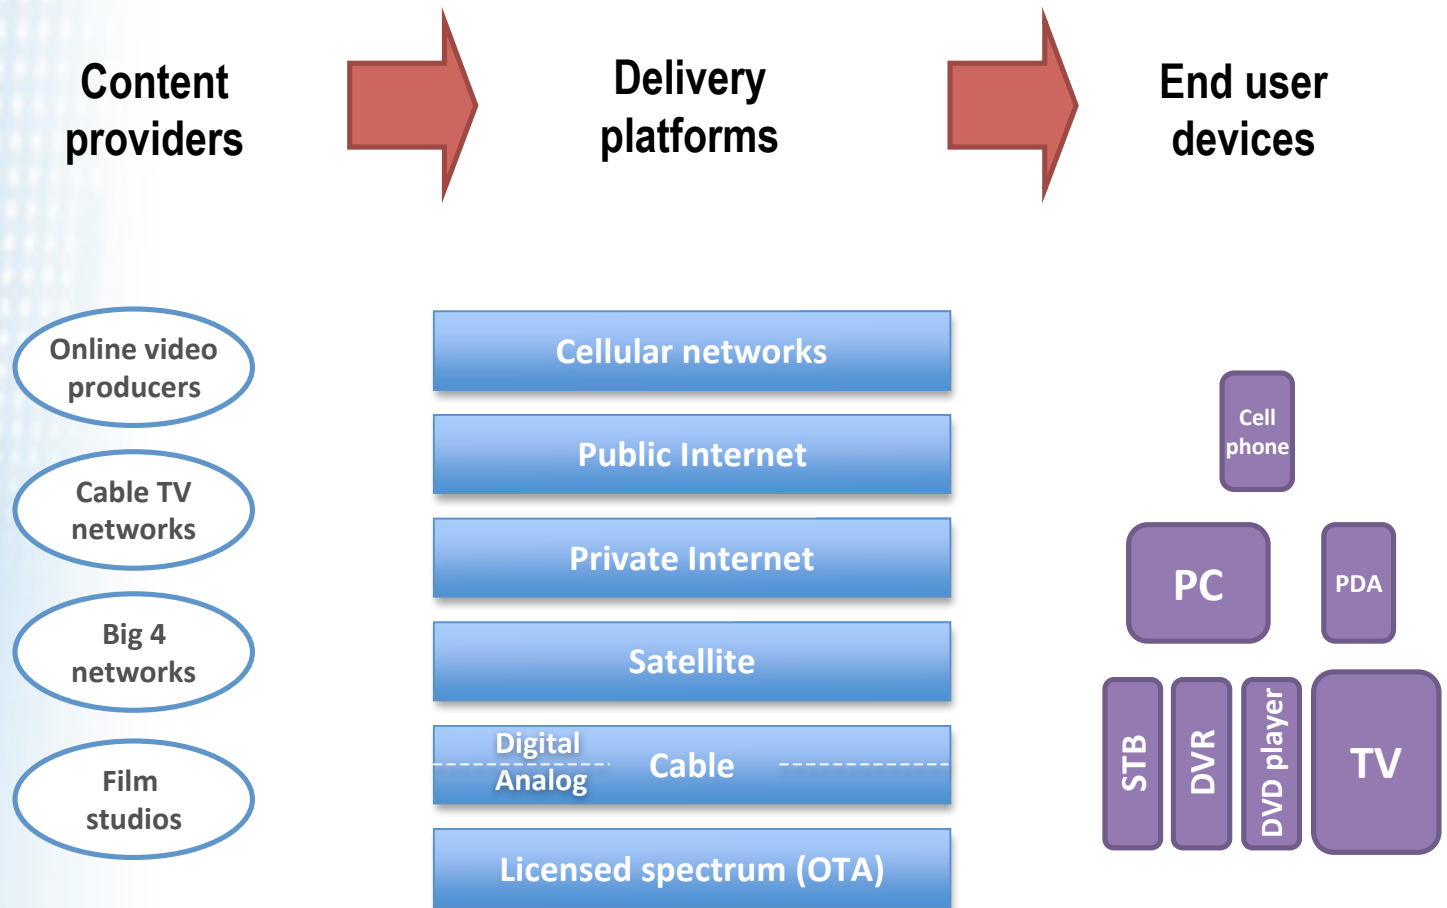 Content
providers
Delivery
platforms
End user
devices
Online video
producers
Cable TV
networks
Big 4
networks
Film
studios
Cellular networks
Public Internet
Private Internet
Satellite
Digital
Analog
Cable
Licensed spectrum (OTA)
Cell
phone
PC
PDA
STB
DVR
DVD player
TV